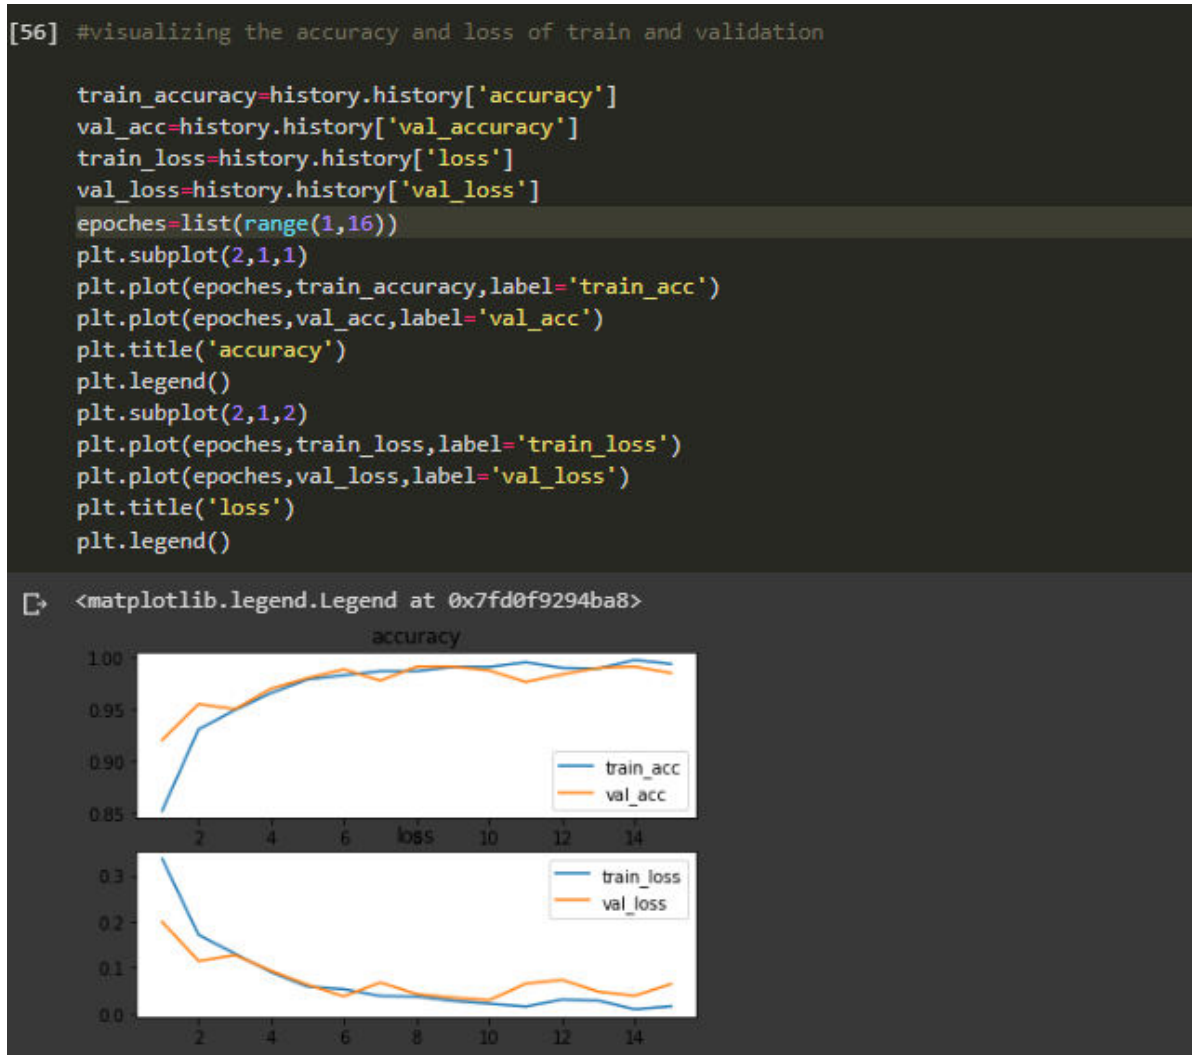 [56] #visualizing the accuracy and loss of train and validation
train_accuracy=history.history['accuracy']
val_acc=history.history['val_accuracy']
train_loss=history.history['loss']
val_loss=history.history['val_loss']
epoches=list(range(1,16))
plt.subplot(2,1,1)
plt.plot(epoches,train_accuracy,label='train_acc')
plt.plot(epoches,val_acc,label='val_acc')
plt.title('accuracy')
plt.legend()
plt.subplot(2,1,2)
plt.plot(epoches,train_loss,label='train_loss')
plt.plot(epoches,val_loss,label='val_loss')
plt.title('loss')
plt.legend()
<matplotlib.legend.Legend at 0x7fd0f9294ba8>
accuracy
1.00
0.95
0.90
0.85
train_acc
val_acc
2 4 6 8 10 12 14
loss
0.3
0.2
0.1
0.0
train_loss
val_loss
2 4 6 8 10 12 14